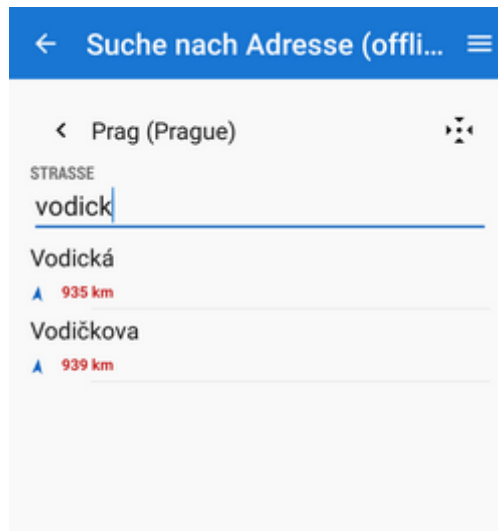 Suche nach Adresse (offli...
Prag (Prague)
STRASSE
vodick
Vodická
935 km
Vodičkova
939 km